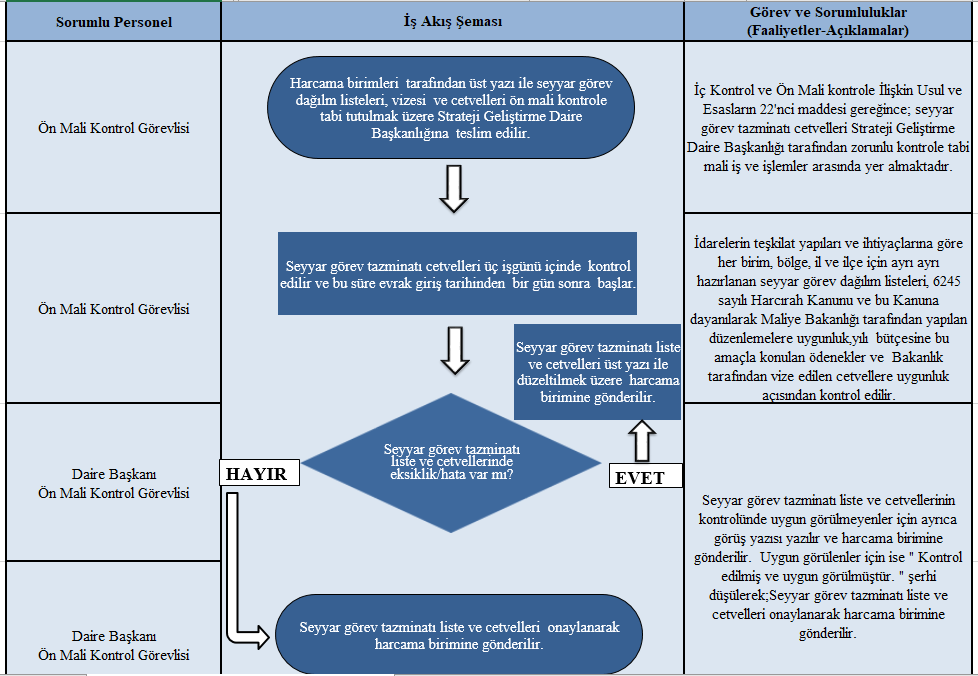 Sorumlu Personel
İş Akış Şeması
Görev ve Sorumluluklar
(Faaliyetler-Açıklamalar)
Ön Mali Kontrol Görevlisi
Harcama birimleri tarafından üst yazı ile seyyar görev
dağılm listeleri, vizesi ve cetvelleri ön mali kontrole
tabi tutulmak üzere Strateji Geliştirme Daire
Başkanlığına teslim edilir.
İç Kontrol ve Ön Mali kontrole İlişkin Usul ve
Esasların 22'nci maddesi gereğince; seyyar
görev tazminatı cetvelleri Strateji Geliştirme
Daire Başkanlığı tarafından zorunlu kontrole tabi
mali iş ve işlemler arasında yer almaktadır.
Ön Mali Kontrol Görevlisi
Seyyar görev tazminatı cetvelleri üç işgünü içinde kontrol
edilir ve bu süre evrak giriş tarihinden bir gün sonra başlar.
İdarelerin teşkilat yapıları ve ihtiyaçlarına göre
her birim, bölge, il ve ilçe için ayrı ayrı
hazırlanan seyyar görev dağılım listeleri, 6245
sayılı Harcırah Kanunu ve bu Kanuna
dayanılarak Maliye Bakanlığı tarafından yapılan
düzenlemelere uygunluk,yılı bütçesine bu
amaçla konulan ödenekler ve Bakanlık
tarafından vize edilen cetvellere uygunluk
açısından kontrol edilir.
Seyyar görev tazminatı liste
ve cetvelleri üst yazı ile
düzeltilmek üzere harcama
birimine gönderilir.
Daire Başkanı
Ön Mali Kontrol Görevlisi
Seyyar görev tazminatı
liste ve cetvellerinde
eksiklik/hata var mı?
HAYIR
EVET
Seyyar görev tazminatı liste ve cetvellerinin
kontrolünde uygun görülmeyenler için ayrıca
görüş yazısı yazılır ve harcama birimine
gönderilir. Uygun görülenler için ise " Kontrol
edilmiş ve uygun görülmüştür. " şerhi
düşülerek;Seyyar görev tazminatı liste ve
cetvelleri onaylanarak harcama birimine
gönderilir.
Daire Başkanı
Ön Mali Kontrol Görevlisi
Seyyar görev tazminatı liste ve cetvelleri onaylanarak
harcama birimine gönderilir.